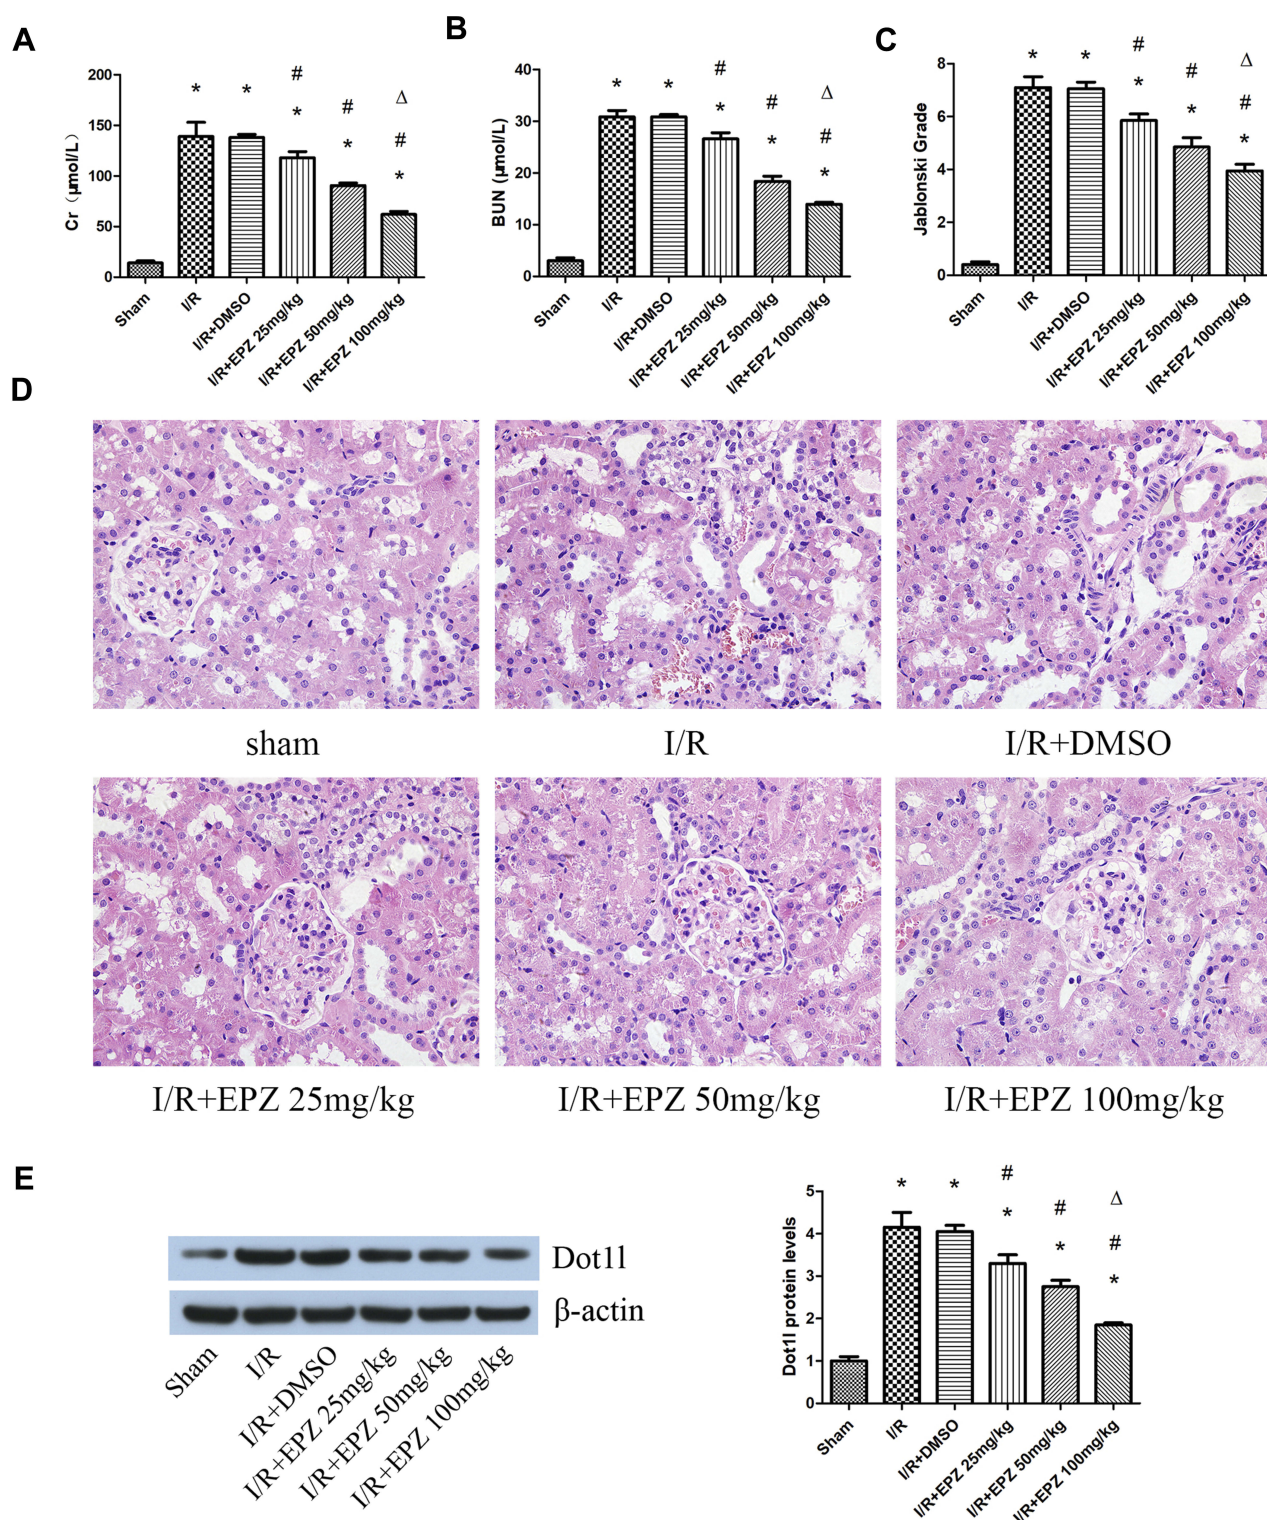 A
Cr (μmol/L)
200
150
100
50
0
*
*
#
*
#
*
Δ
#
*
Sham
I/R
I/R+DMSO
I/R+EPZ 25mg/kg
I/R+EPZ 50mg/kg
I/R+EPZ 100mg/kg
B
BUN (μmol/L)
40
30
20
10
0
*
*
#
*
#
*
Δ
#
*
Sham
I/R
I/R+DMSO
I/R+EPZ 25mg/kg
I/R+EPZ 50mg/kg
I/R+EPZ 100mg/kg
C
Jablonski Grade
8
6
4
2
0
*
*
#
*
#
*
Δ
#
*
Sham
I/R
I/R+DMSO
I/R+EPZ 25mg/kg
I/R+EPZ 50mg/kg
I/R+EPZ 100mg/kg
D
sham
I/R
I/R+DMSO
I/R+EPZ 25mg/kg
I/R+EPZ 50mg/kg
I/R+EPZ 100mg/kg
E
Dot1l
β-actin
Sham
I/R
I/R+DMSO
I/R+EPZ 25mg/kg
I/R+EPZ 50mg/kg
I/R+EPZ 100mg/kg
Dot1l protein levels
5
4
3
2
1
0
*
*
#
*
#
*
Δ
#
*
Sham
I/R
I/R+DMSO
I/R+EPZ 25mg/kg
I/R+EPZ 50mg/kg
I/R+EPZ 100mg/kg